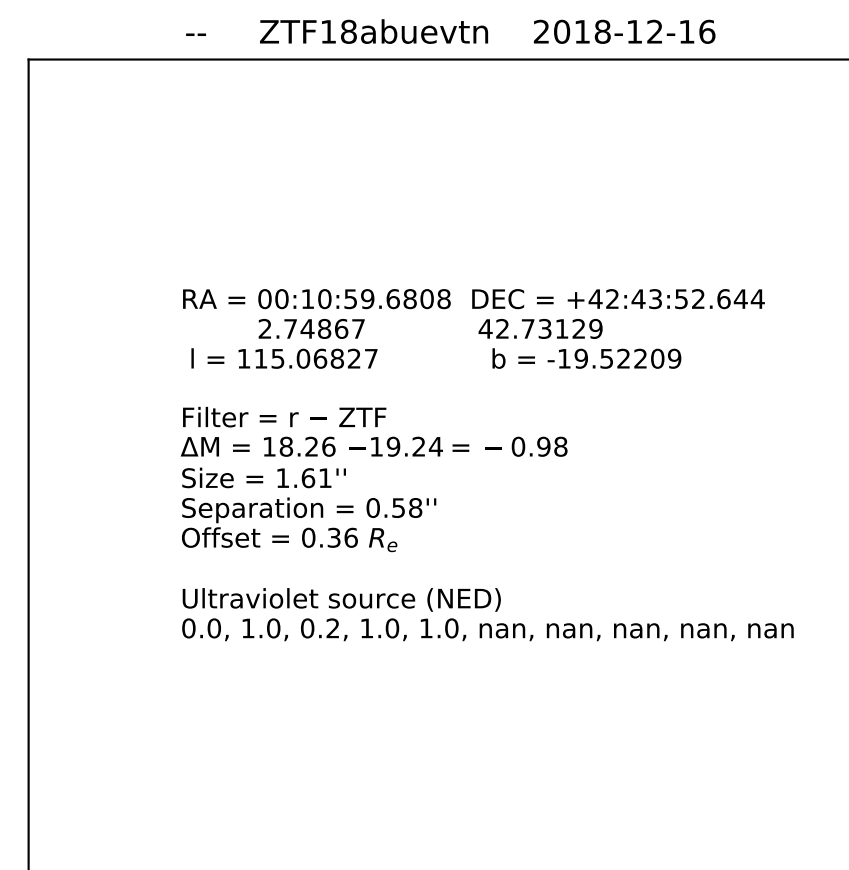 -- ZTF18abuevtn 2018-12-16
RA = 00:10:59.6808 DEC = +42:43:52.644
2.74867 42.73129
l = 115.06827 b = -19.52209
Filter = r − ZTF
ΔM = 18.26 −19.24 = − 0.98
Size = 1.61''
Separation = 0.58''
Offset = 0.36 Rₑ
Ultraviolet source (NED)
0.0, 1.0, 0.2, 1.0, 1.0, nan, nan, nan, nan, nan